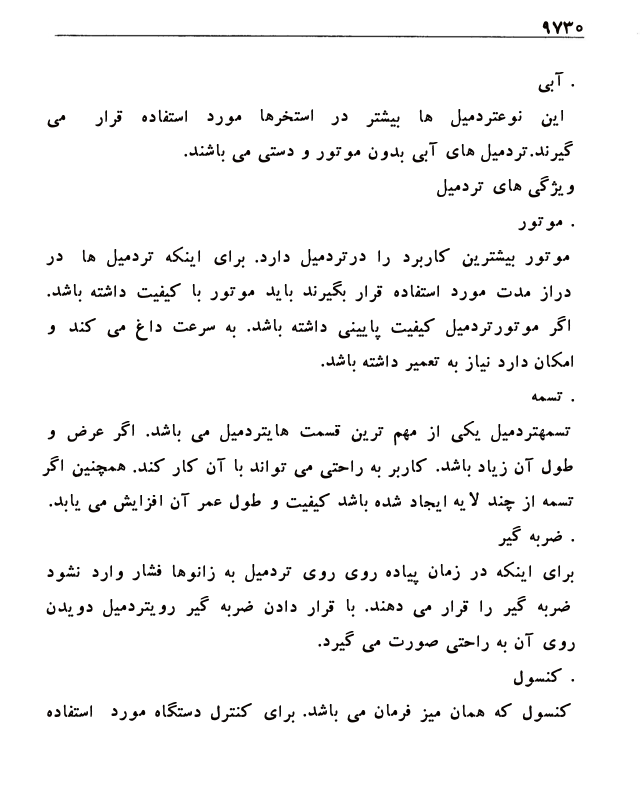 ۹۷۳۰
. آبی
این نوعتردمیل ها بیشتر در استخرها مورد استفاده قرار می
گیرند.تردمیل های آبی بدون موتور و دستی می باشند.
ویژگی های تردمیل
. موتور
موتور بیشترین کاربرد را درتردمیل دارد. برای اینکه تردمیل ها در
دراز مدت مورد استفاده قرار بگیرند باید موتور با کیفیت داشته باشد.
اگر موتورتردمیل کیفیت پایینی داشته باشد. به سرعت داغ می کند و
امکان دارد نیاز به تعمیر داشته باشد.
. تسمه
تسمهتردمیل یکی از مهم ترین قسمت هایتردمیل می باشد. اگر عرض و
طول آن زیاد باشد. کاربر به راحتی می تواند با آن کار کند. همچنین اگر
تسمه از چند لایه ایجاد شده باشد کیفیت و طول عمر آن افزایش می یابد.
. ضربه گیر
برای اینکه در زمان پیاده روی روی تردمیل به زانوها فشار وارد نشود
ضربه گیر را قرار می دهند. با قرار دادن ضربه گیر رویتردمیل دویدن
روی آن به راحتی صورت می گیرد.
. کنسول
کنسول که همان میز فرمان می باشد. برای کنترل دستگاه مورد استفاده